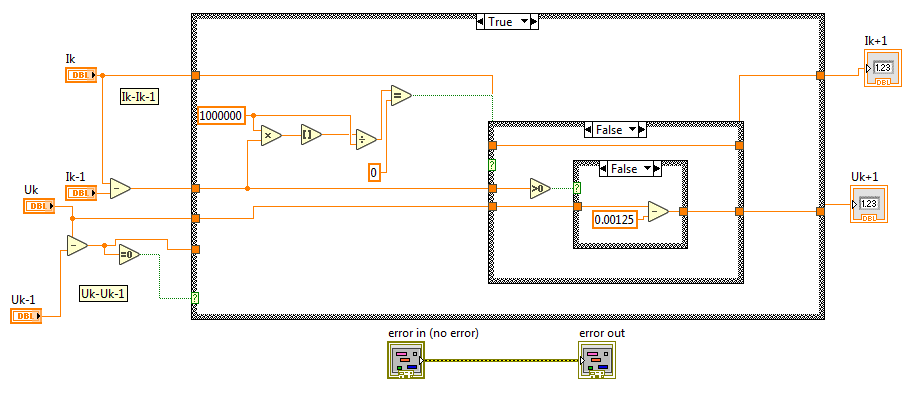 True
Ik
DBL
Ik-Ik-1
1000000
×
[ ]
÷
=
0
Ik+1
1.23
DBL
False
?
False
?
>0
0.00125
-
Ik-1
DBL
-
Uk
DBL
-
=0
Uk-Uk-1
?
Uk-1
DBL
Uk+1
1.23
DBL
error in (no error)
error out